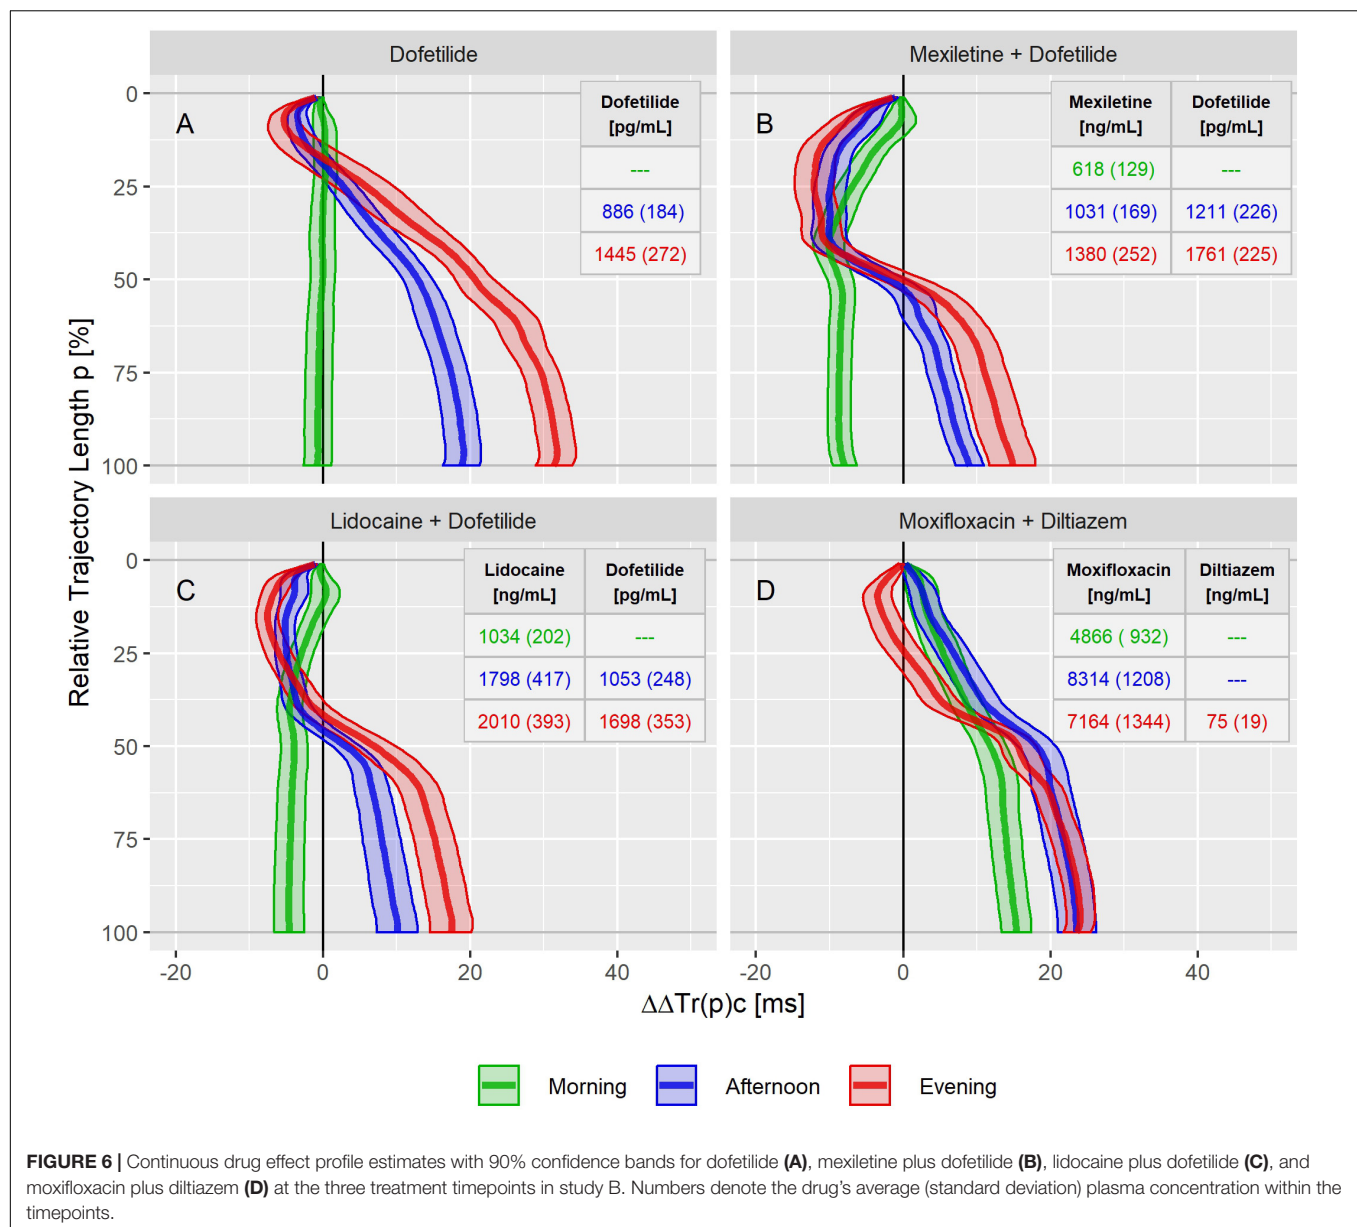 Dofetilide
Mexiletine + Dofetilide
0
25
50
75
100
A
Dofetilide
[pg/mL]
---
886 (184)
1445 (272)
B
Mexiletine
[ng/mL]
Dofetilide
[pg/mL]
618 (129)
---
1031 (169)
1211 (226)
1380 (252)
1761 (225)
Relative Trajectory Length p [%]
Lidocaine + Dofetilide
Moxifloxacin + Diltiazem
0
25
50
75
100
C
Lidocaine
[ng/mL]
Dofetilide
[pg/mL]
1034 (202)
---
1798 (417)
1053 (248)
2010 (393)
1698 (353)
D
Moxifloxacin
[ng/mL]
Diltiazem
[ng/mL]
4866 ( 932)
---
8314 (1208)
---
7164 (1344)
75 (19)
-20 0 20 40
-20 0 20 40
ΔΔTr(p)c [ms]
Morning Afternoon Evening
FIGURE 6 | Continuous drug effect profile estimates with 90% confidence bands for dofetilide (A), mexiletine plus dofetilide (B), lidocaine plus dofetilide (C), and
moxifloxacin plus diltiazem (D) at the three treatment timepoints in study B. Numbers denote the drug's average (standard deviation) plasma concentration within the
timepoints.